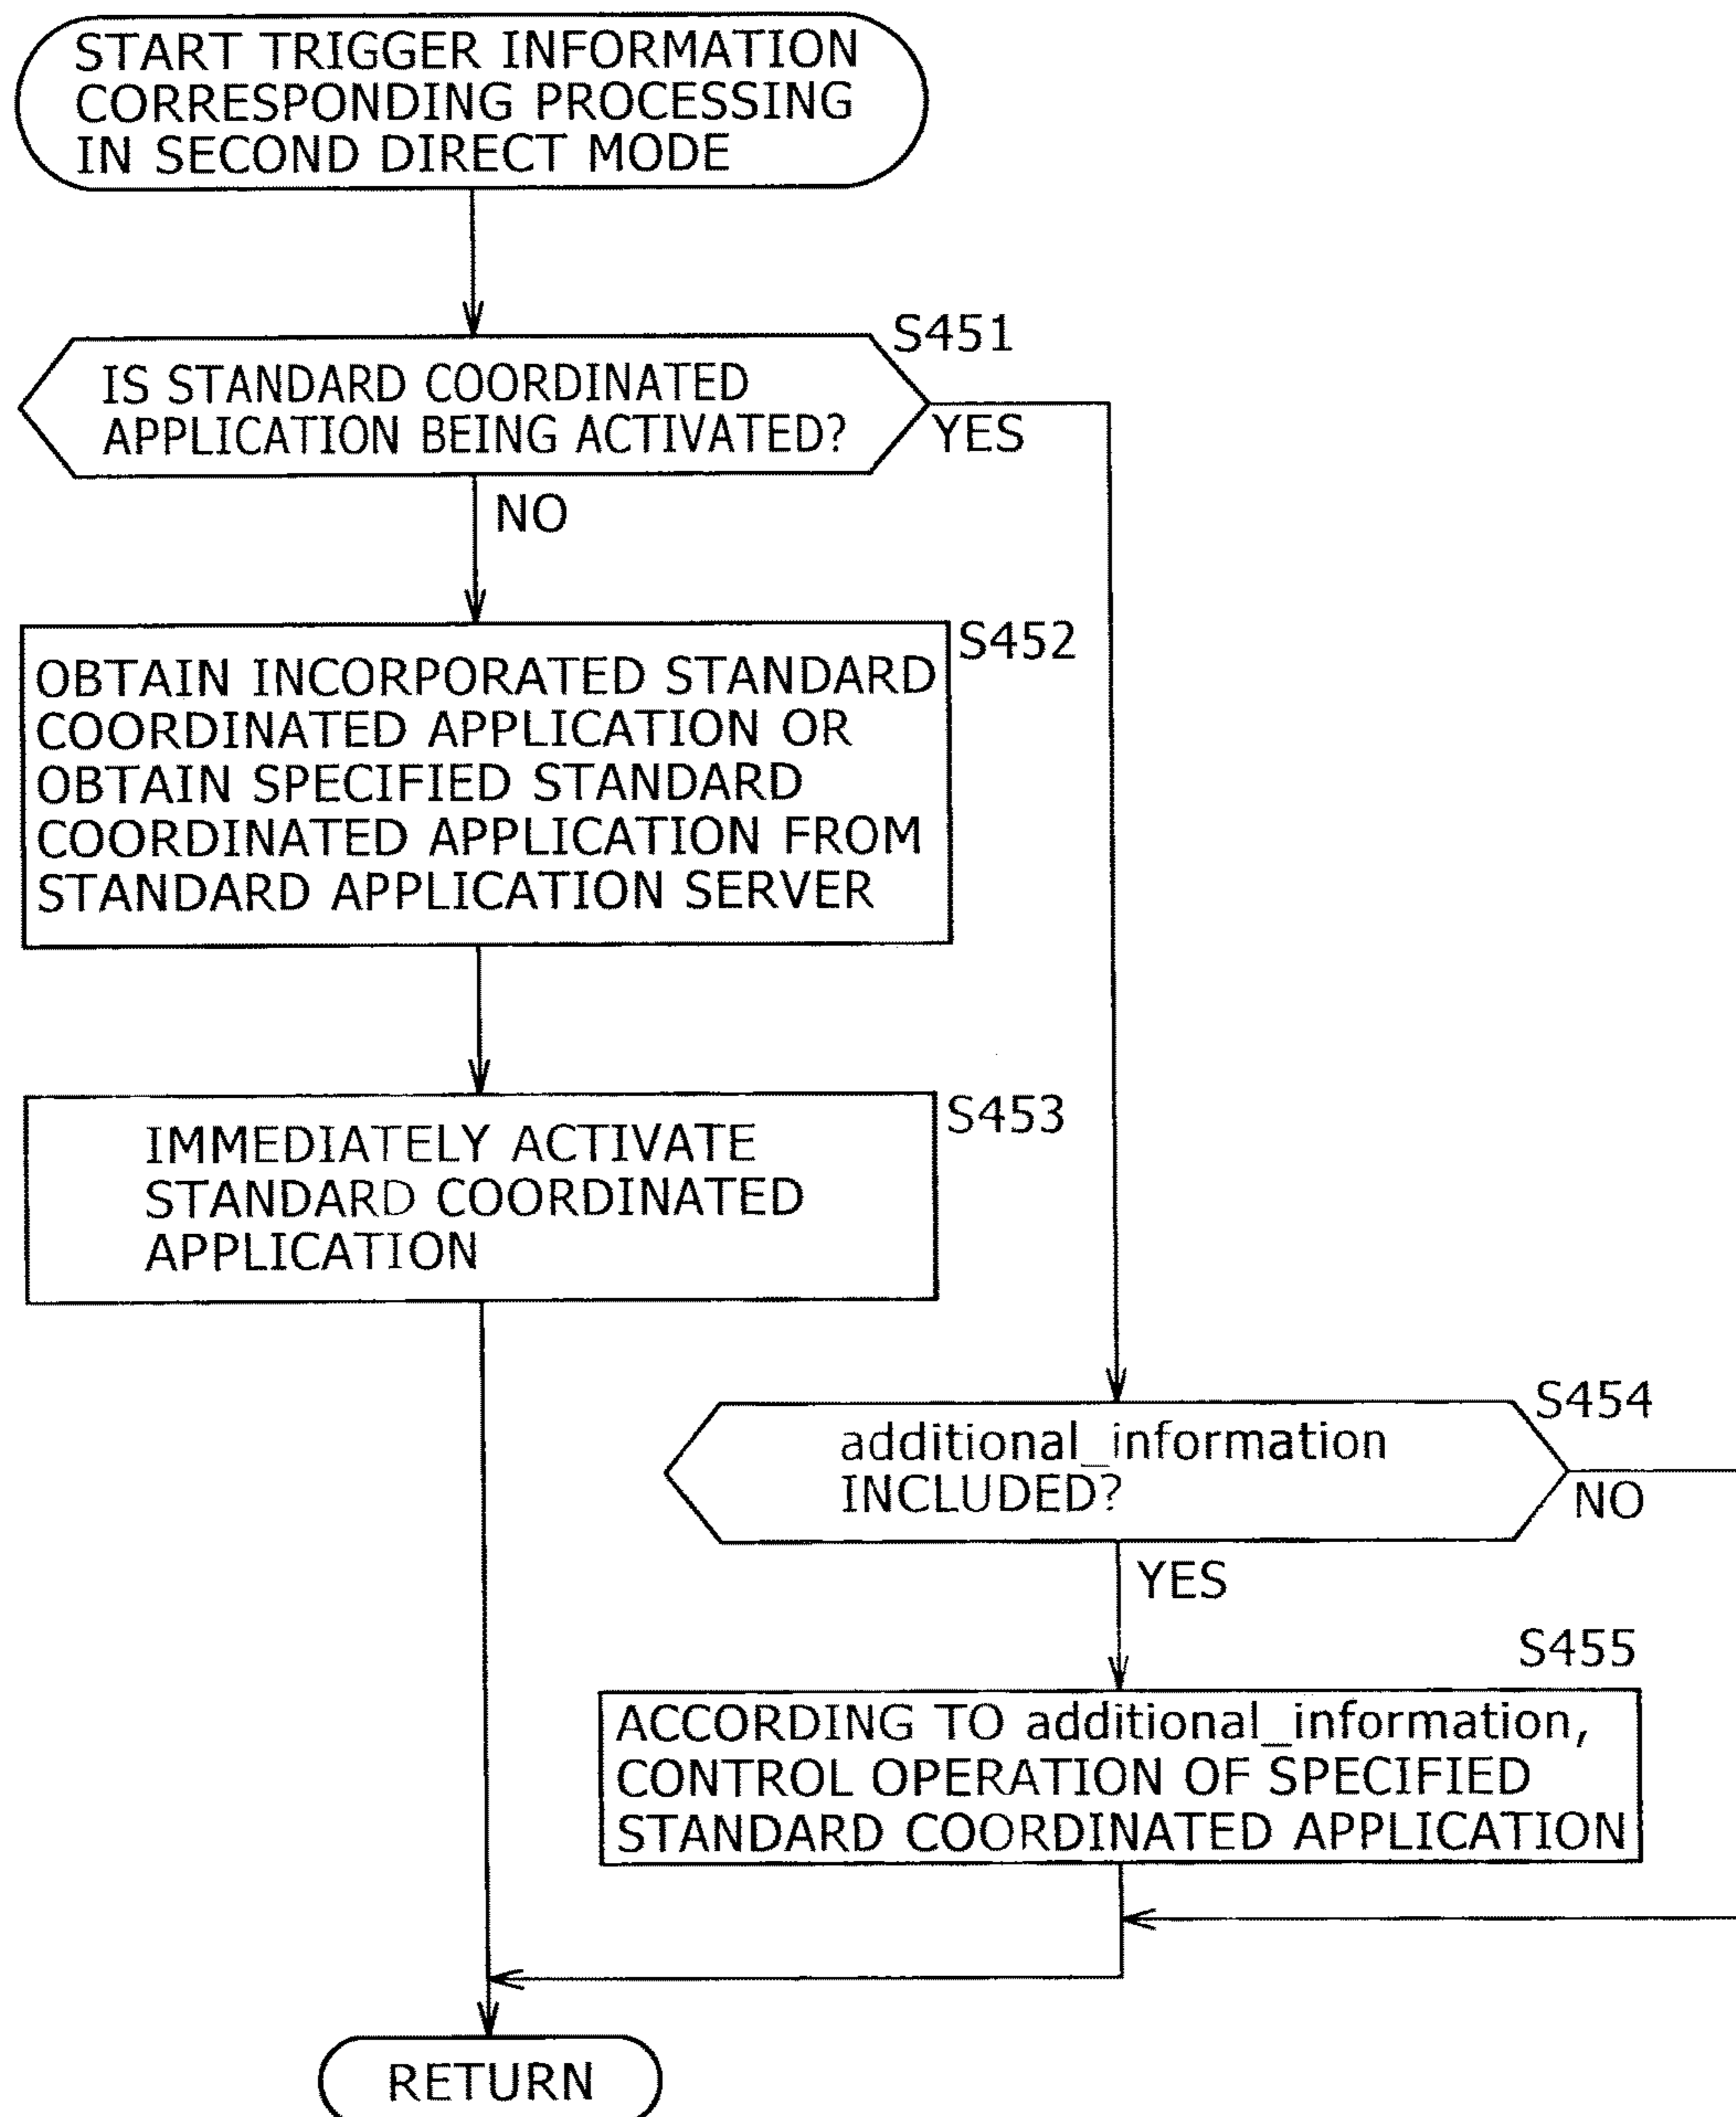 START TRIGGER INFORMATION
CORRESPONDING PROCESSING
IN SECOND DIRECT MODE
S451
IS STANDARD COORDINATED
APPLICATION BEING ACTIVATED?
YES
NO
S452
OBTAIN INCORPORATED STANDARD
COORDINATED APPLICATION OR
OBTAIN SPECIFIED STANDARD
COORDINATED APPLICATION FROM
STANDARD APPLICATION SERVER
S453
IMMEDIATELY ACTIVATE
STANDARD COORDINATED
APPLICATION
S454
additional_information
INCLUDED?
NO
YES
S455
ACCORDING TO additional_information,
CONTROL OPERATION OF SPECIFIED
STANDARD COORDINATED APPLICATION
RETURN